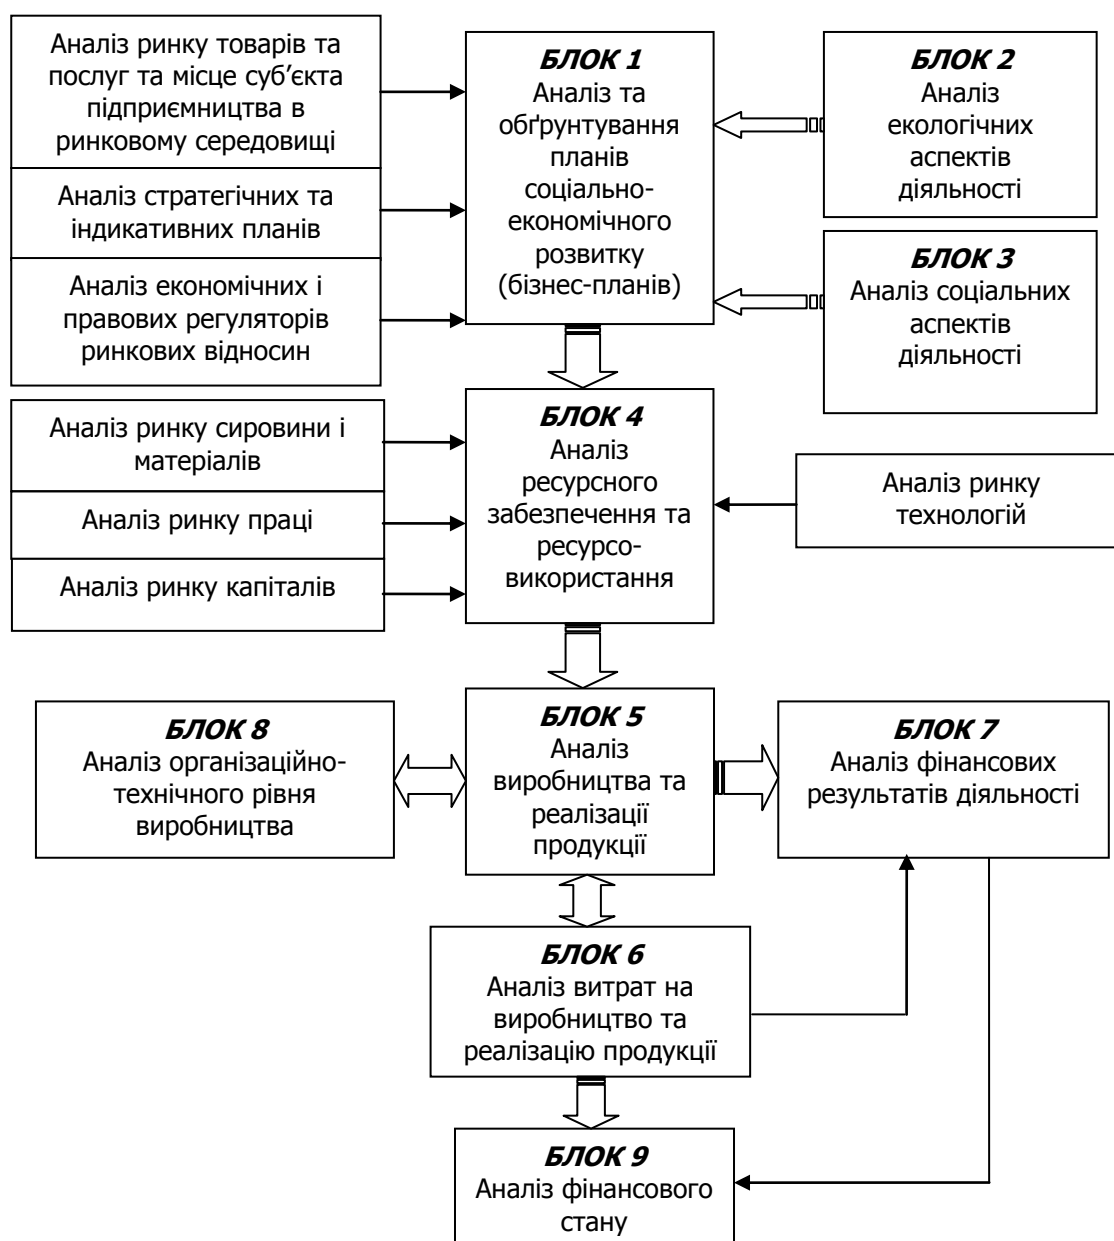 Аналіз ринку товарів та
послуг та місце суб’єкта
підприємництва в
ринковому середовищі
Аналіз стратегічних та
індикативних планів
Аналіз економічних і
правових регуляторів
ринкових відносин
БЛОК 1
Аналіз та
обґрунтування
планів
соціально-
економічного
розвитку
(бізнес-планів)
БЛОК 2
Аналіз
екологічних
аспектів
діяльності
БЛОК 3
Аналіз соціальних
аспектів
діяльності
Аналіз ринку сировини і
матеріалів
Аналіз ринку праці
Аналіз ринку капіталів
БЛОК 4
Аналіз
ресурсного
забезпечення та
ресурсо-
використання
Аналіз ринку
технологій
БЛОК 8
Аналіз організаційно-
технічного рівня
виробництва
БЛОК 5
Аналіз
виробництва та
реалізації
продукції
БЛОК 7
Аналіз фінансових
результатів діяльності
БЛОК 6
Аналіз витрат на
виробництво та
реалізацію продукції
БЛОК 9
Аналіз фінансового
стану